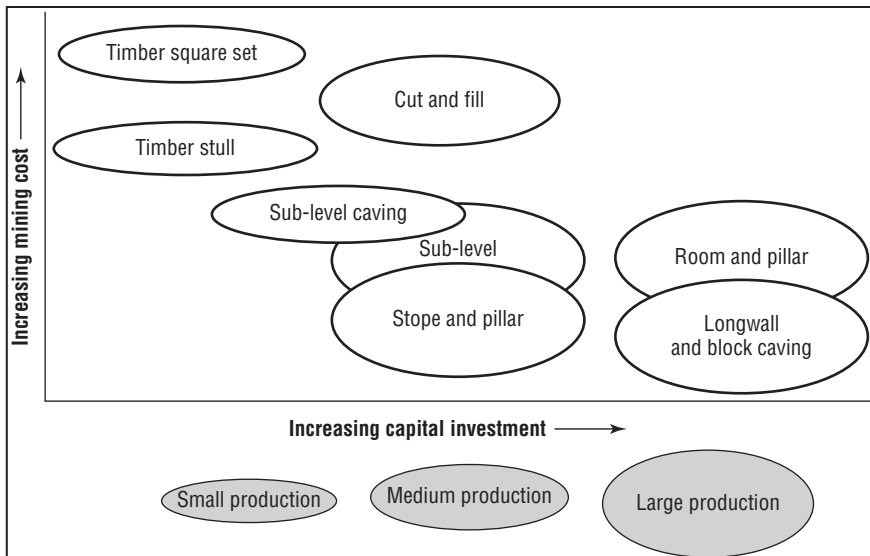 Timber square set
Cut and fill
Timber stull
Sub-level caving
Sub-level
Room and pillar
Stope and pillar
Longwall
and block caving
Increasing mining cost
Increasing capital investment
Small production
Medium production
Large production